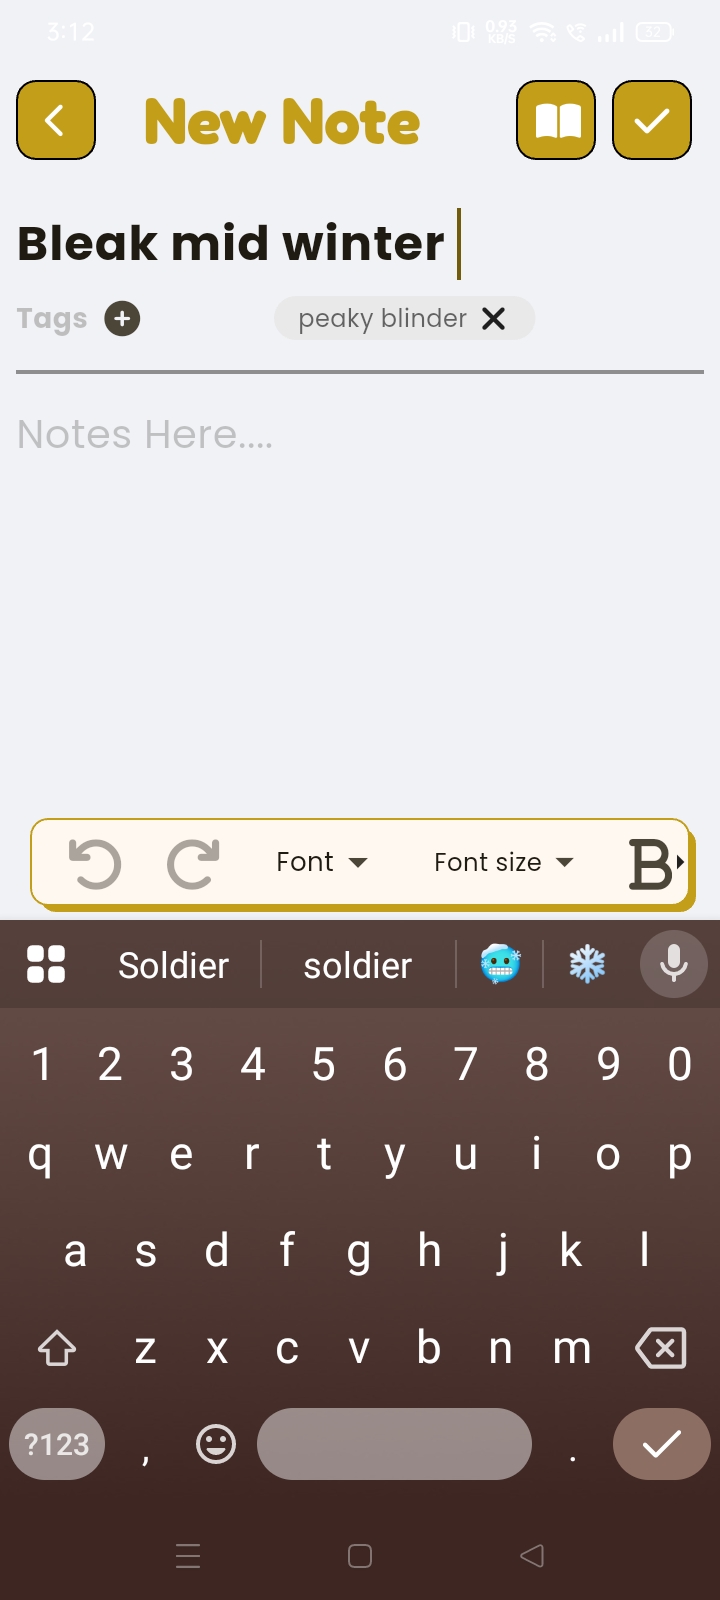 3:12 0.93 KB/S 32
New Note
Bleak mid winter
Tags peaky blinder
Notes Here....
Font Font size B
Soldier soldier
1 2 3 4 5 6 7 8 9 0
q w e r t y u i o p
a s d f g h j k l
z x c v b n m
?123 , .